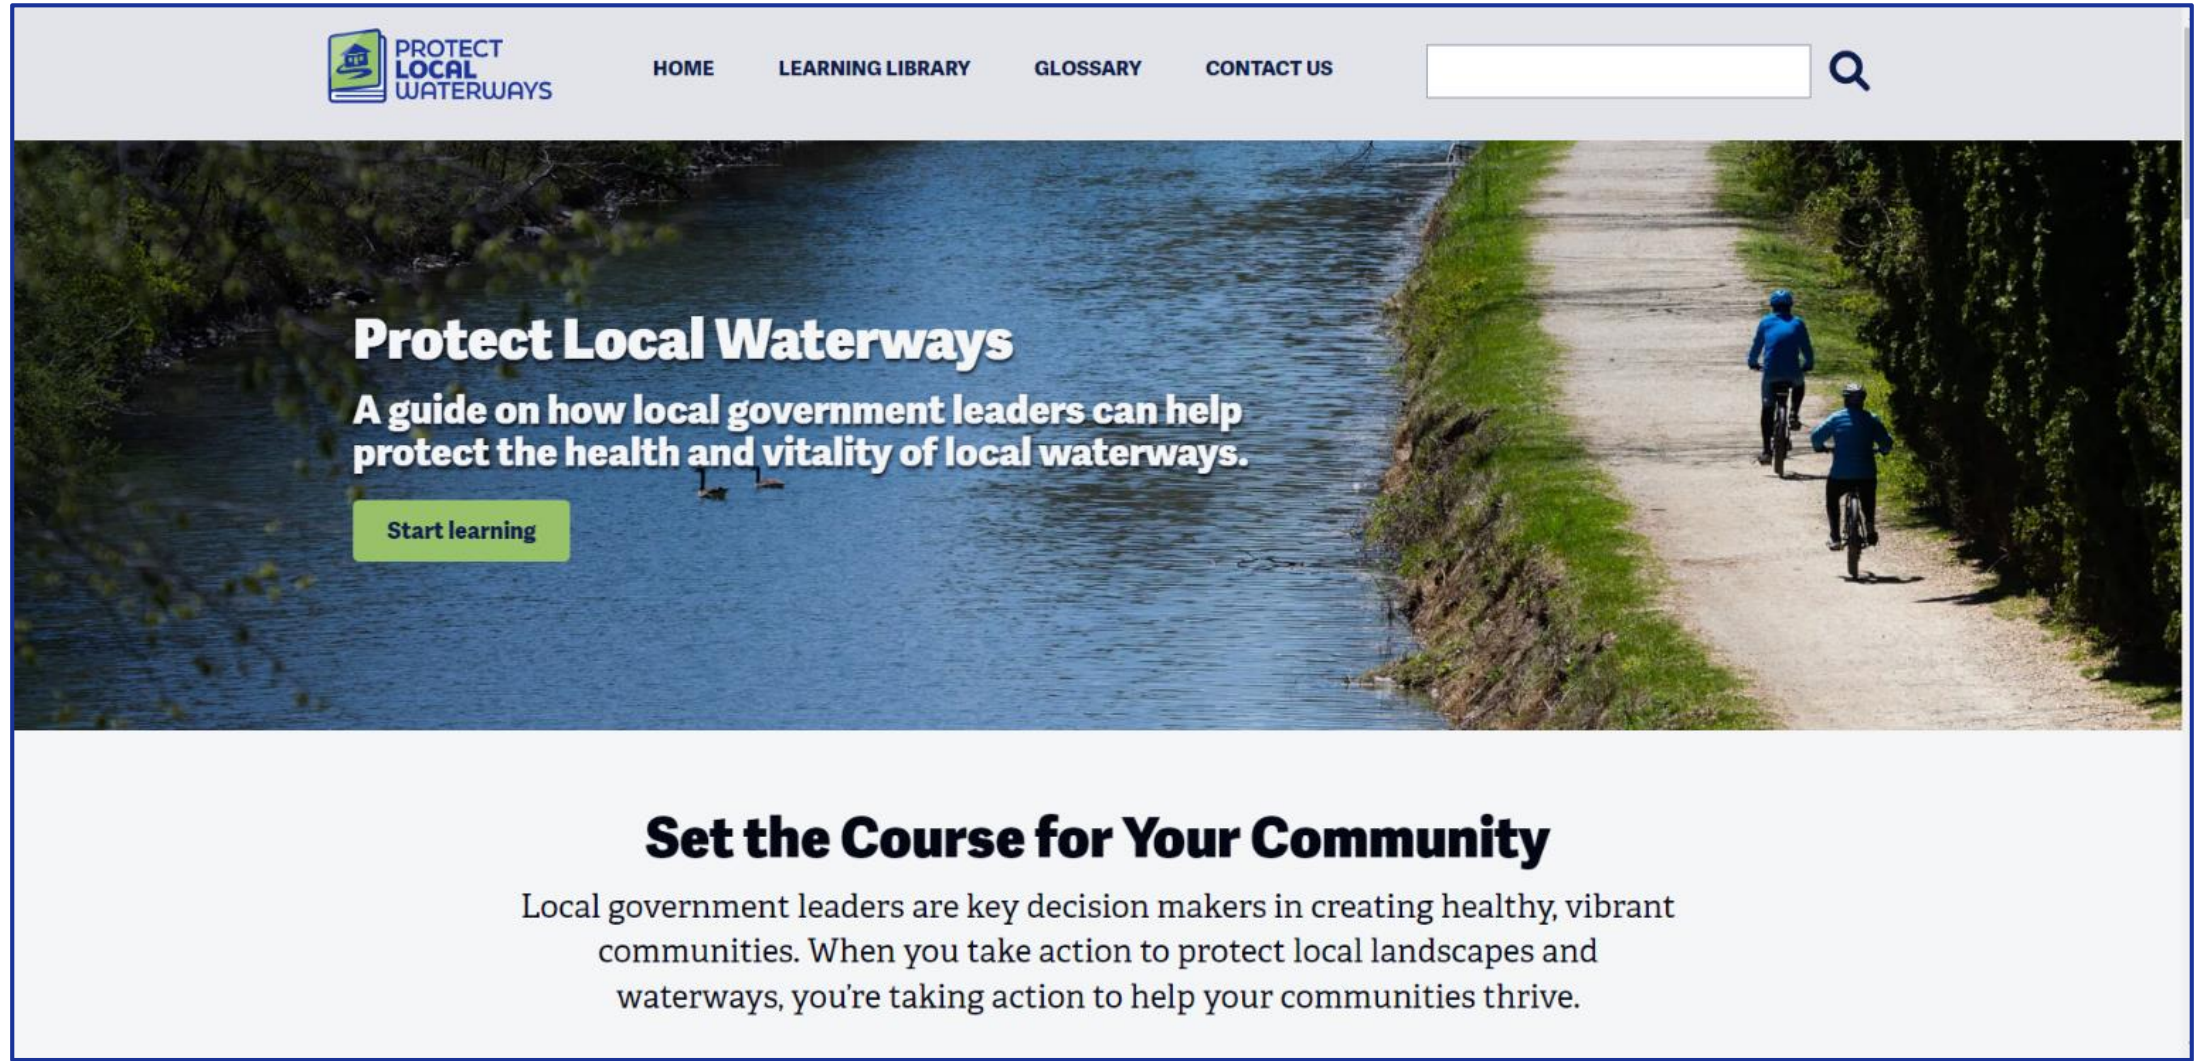 PROTECT
LOCAL
WATERWAYS
HOME
LEARNING LIBRARY
GLOSSARY
CONTACT US
Protect Local Waterways
A guide on how local government leaders can help
protect the health and vitality of local waterways.
Start learning
Set the Course for Your Community
Local government leaders are key decision makers in creating healthy, vibrant
communities. When you take action to protect local landscapes and
waterways, you're taking action to help your communities thrive.